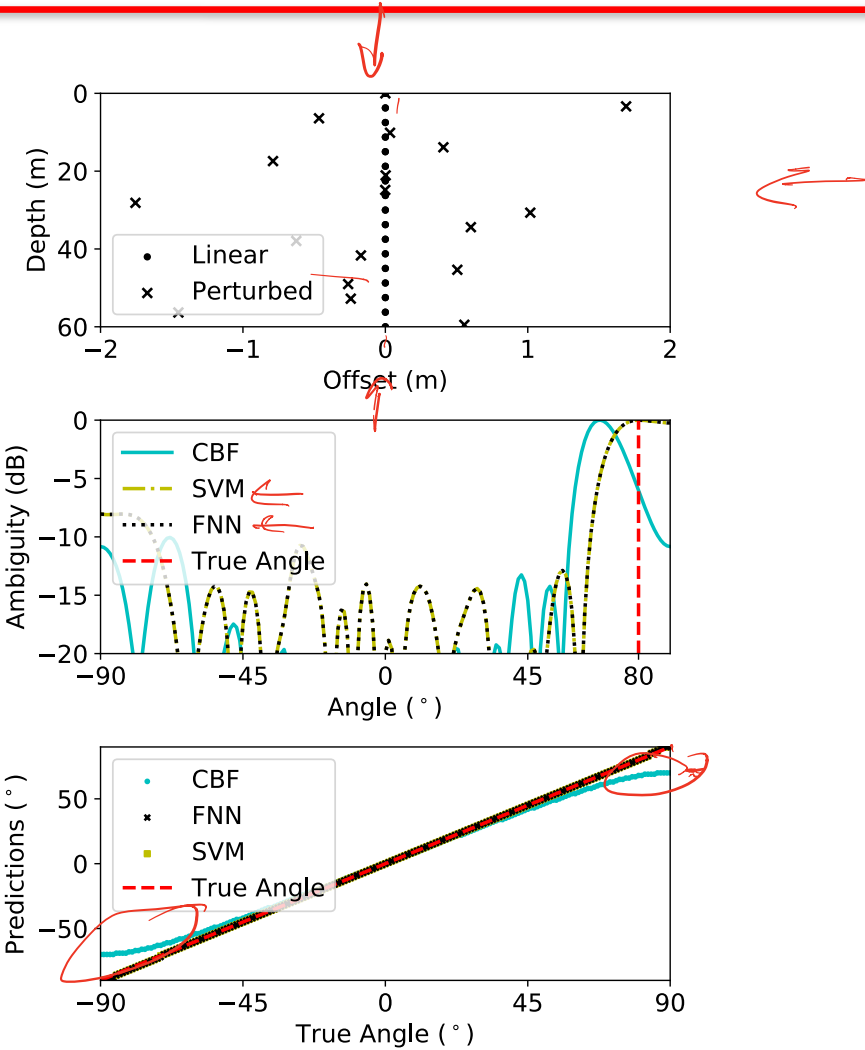 0
20
40
60
Depth (m)
Linear
Perturbed
−2
−1
0
1
2
Offset (m)
0
−5
−10
−15
−20
Ambiguity (dB)
CBF
SVM
FNN
True Angle
−90
−45
0
45
80
Angle (°)
50
0
−50
Predictions (°)
CBF
FNN
SVM
True Angle
−90
−45
0
45
90
True Angle (°)